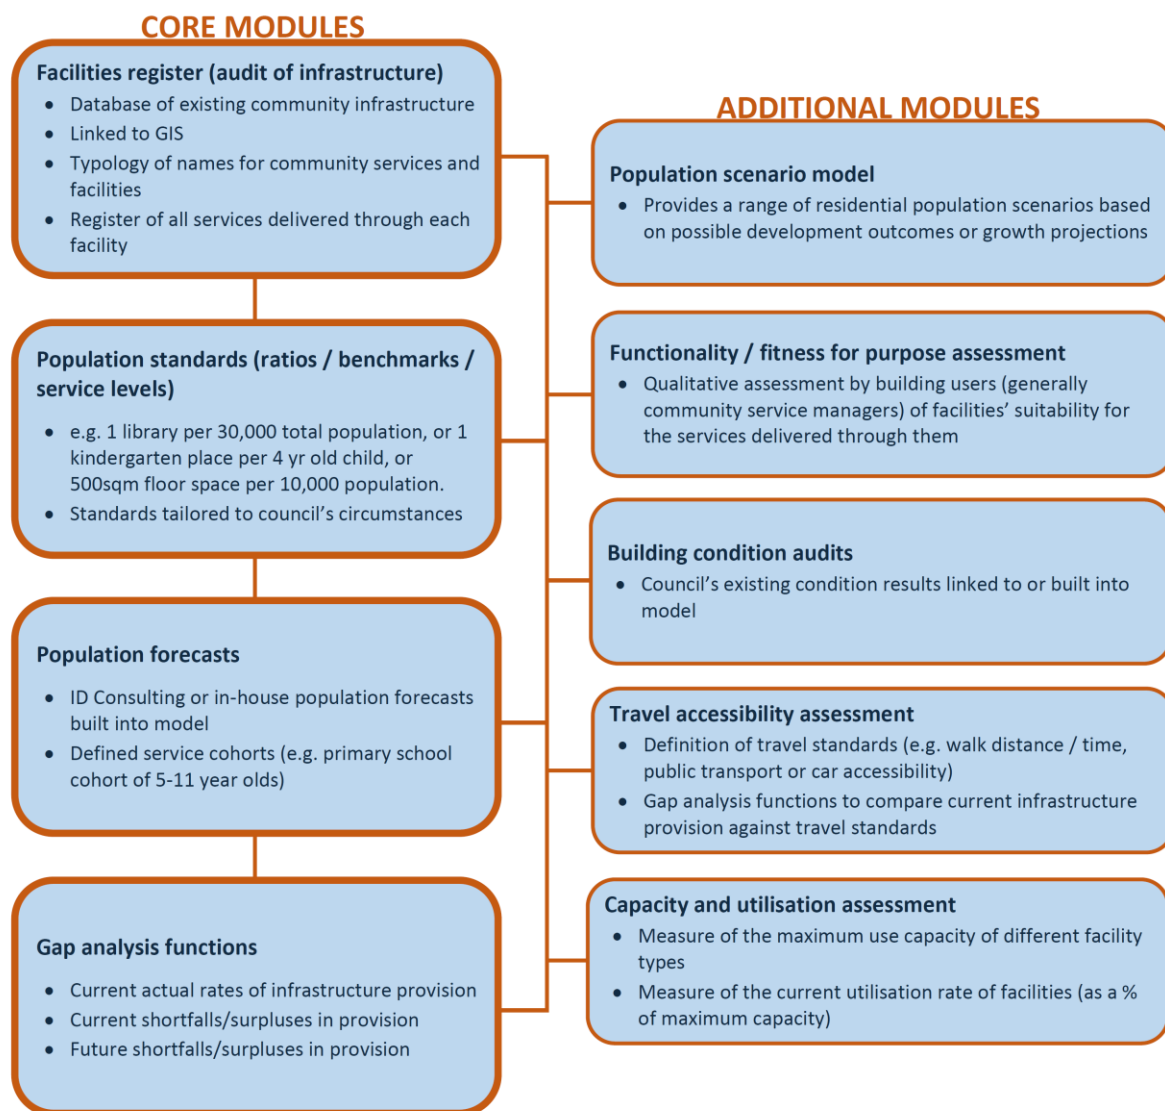 CORE MODULES
Facilities register (audit of infrastructure)
• Database of existing community infrastructure
• Linked to GIS
• Typology of names for community services and
facilities
• Register of all services delivered through each
facility
Population standards (ratios / benchmarks /
service levels)
• e.g. 1 library per 30,000 total population, or 1
kindergarten place per 4 yr old child, or
500sqm floor space per 10,000 population.
• Standards tailored to council’s circumstances
Population forecasts
• ID Consulting or in-house population forecasts
built into model
• Defined service cohorts (e.g. primary school
cohort of 5-11 year olds)
Gap analysis functions
• Current actual rates of infrastructure provision
• Current shortfalls/surpluses in provision
• Future shortfalls/surpluses in provision
ADDITIONAL MODULES
Population scenario model
• Provides a range of residential population scenarios based
on possible development outcomes or growth projections
Functionality / fitness for purpose assessment
• Qualitative assessment by building users (generally
community service managers) of facilities’ suitability for
the services delivered through them
Building condition audits
• Council’s existing condition results linked to or built into
model
Travel accessibility assessment
• Definition of travel standards (e.g. walk distance / time,
public transport or car accessibility)
• Gap analysis functions to compare current infrastructure
provision against travel standards
Capacity and utilisation assessment
• Measure of the maximum use capacity of different facility
types
• Measure of the current utilisation rate of facilities (as a %
of maximum capacity)